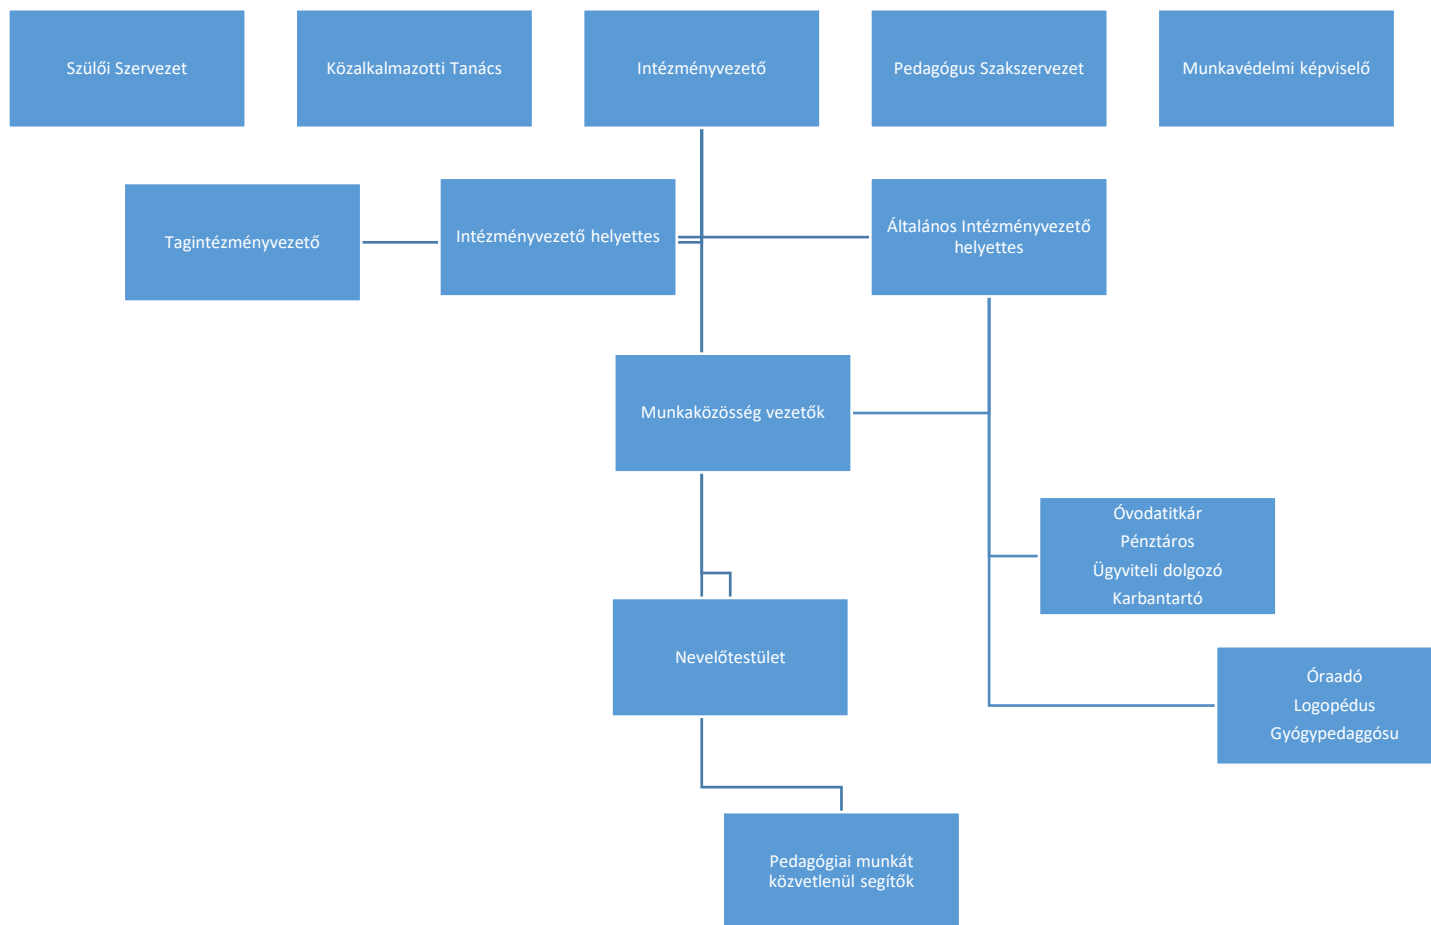 Szülői Szervezet
Közalkalmazotti Tanács
Intézményvezető
Pedagógus Szakszervezet
Munkavédelmi képviselő
Tagintézményvezető
Intézményvezető helyettes
Általános Intézményvezető
helyettes
Munkaközösség vezetők
Óvodatitkár
Pénztáros
Ügyviteli dolgozó
Karbantartó
Nevelőtestület
Óraadó
Logopédus
Gyógypedaggósu
Pedagógiai munkát
közvetlenül segítők